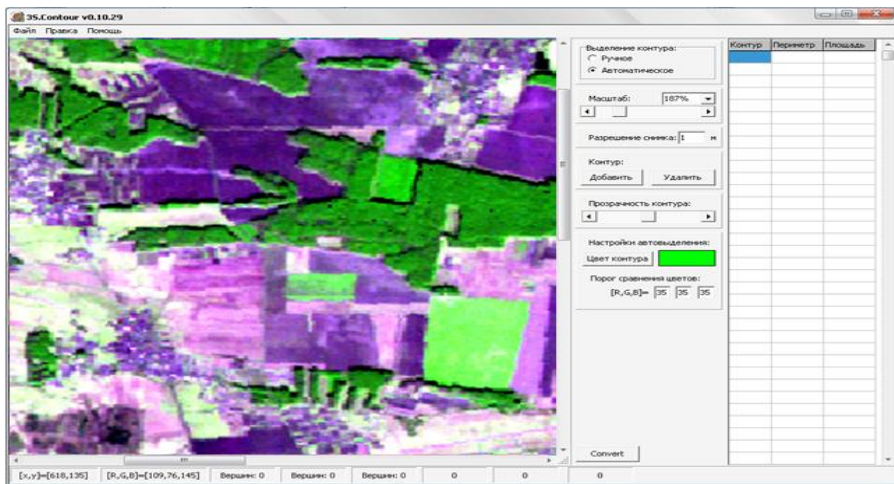 3S.Contour v0.10.29
Файл Правка Помощь
Выделение контура:
Ручное
Автоматическое
Масштаб: 187%
Разрешение снимка: 1 м
Контур:
Добавить Удалить
Прозрачность контура:
Настройки автовыделения:
Цвет контура
Порог сравнения цветов:
[R,G,B]= 35 35 35
Convert
Контур Периметр Площадь
[x,y]=[618,135] [R,G,B]=[109,76,145] Вершин: 0 Вершин: 0 Вершин: 0 0 0 0